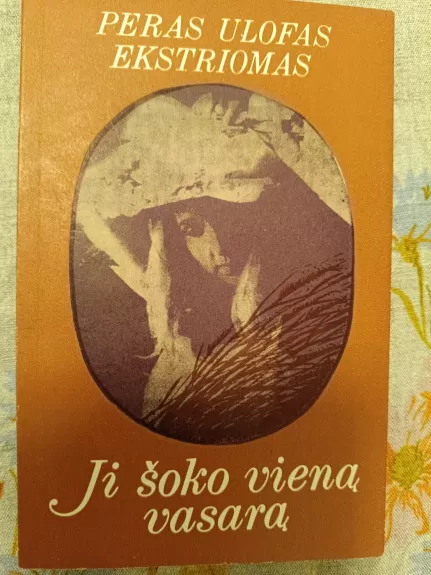 PERAS ULOFAS
EKSTRIOMAS
Ji šoko vieną
vasarą